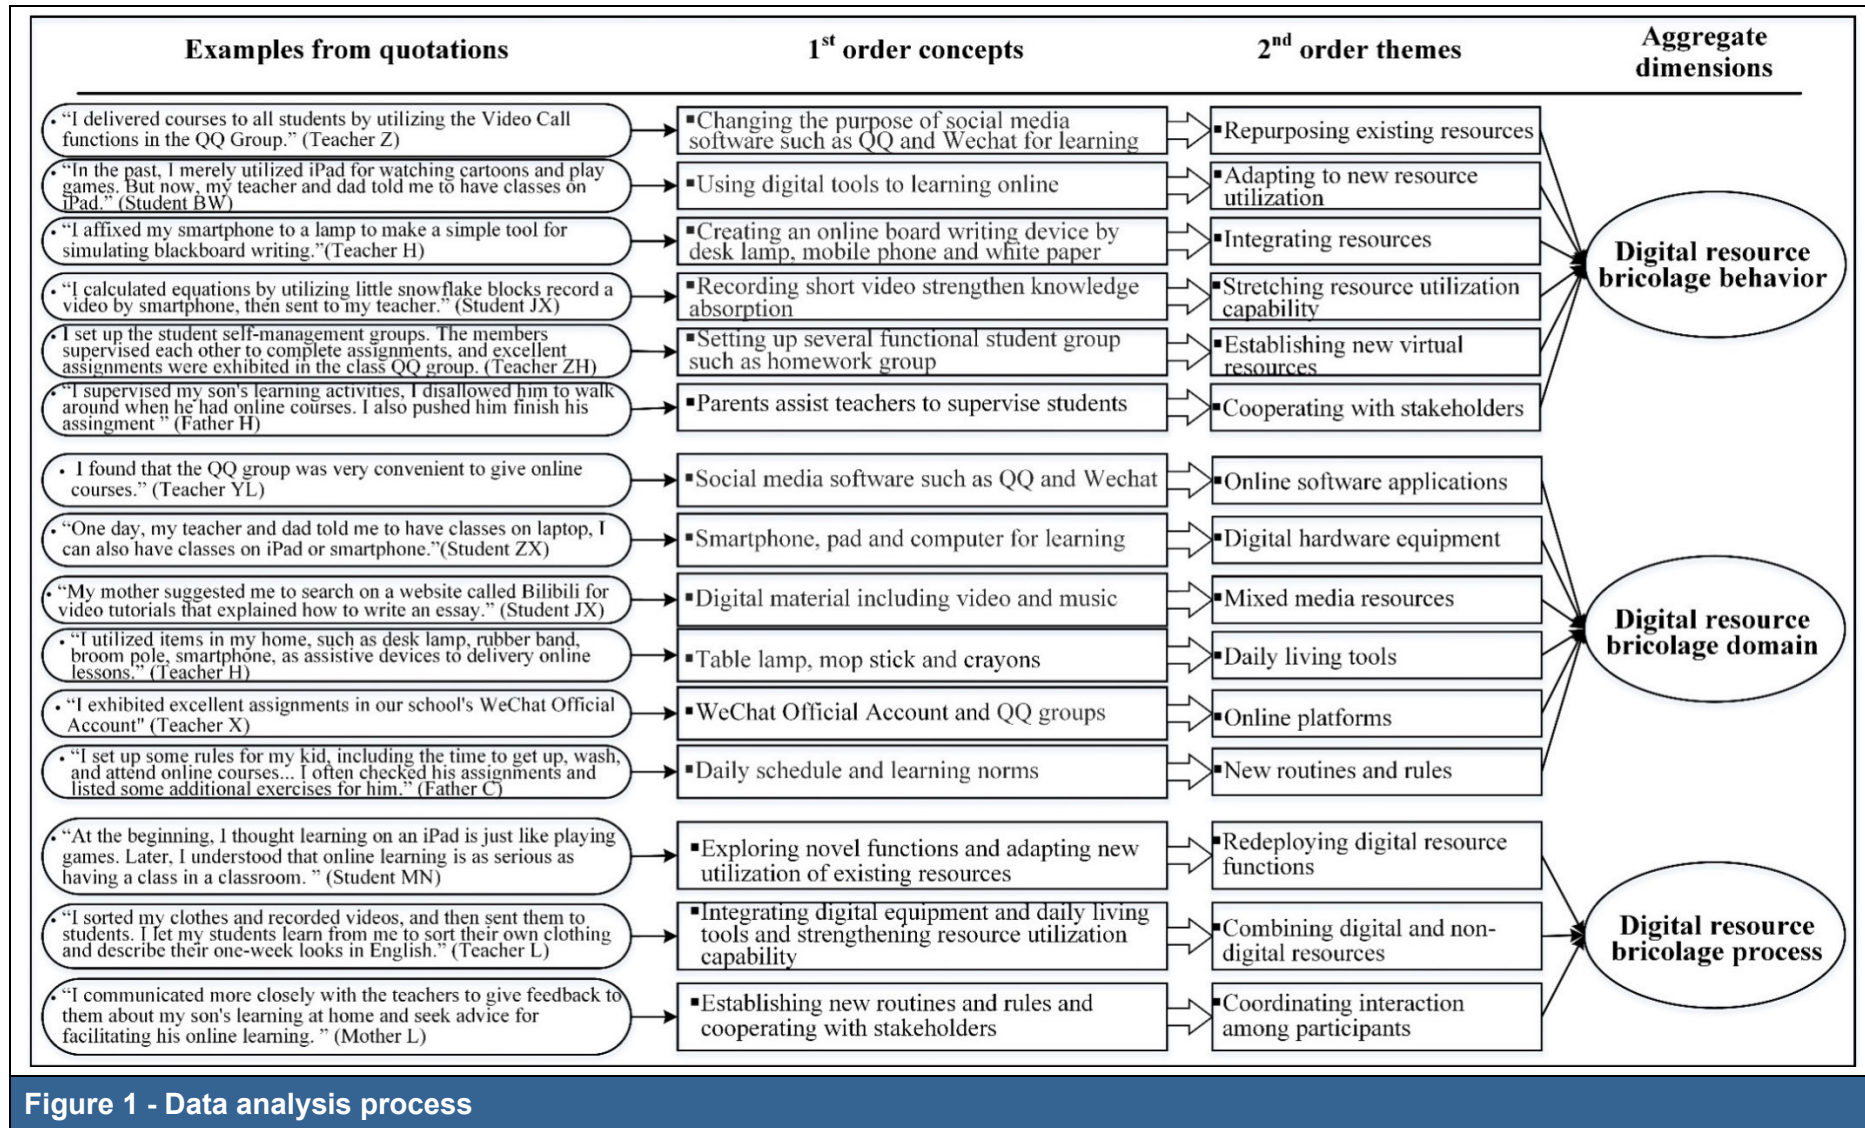 Examples from quotations
1st order concepts
2nd order themes
Aggregate
dimensions
• “I delivered courses to all students by utilizing the Video Call
functions in the QQ Group.” (Teacher Z)
▪Changing the purpose of social media
software such as QQ and Wechat for learning
▪Repurposing existing resources
• “In the past, I merely utilized iPad for watching cartoons and play
games. But now, my teacher and dad told me to have classes on
iPad.” (Student BW)
▪Using digital tools to learning online
▪Adapting to new resource
utilization
• “I affixed my smartphone to a lamp to make a simple tool for
simulating blackboard writing.”(Teacher H)
▪Creating an online board writing device by
desk lamp, mobile phone and white paper
▪Integrating resources
• “I calculated equations by utilizing little snowflake blocks record a
video by smartphone, then sent to my teacher.” (Student JX)
▪Recording short video strengthen knowledge
absorption
▪Stretching resource utilization
capability
• I set up the student self-management groups. The members
supervised each other to complete assignments, and excellent
assignments were exhibited in the class QQ group. (Teacher ZH)
▪Setting up several functional student group
such as homework group
▪Establishing new virtual
resources
• “I supervised my son's learning activities, I disallowed him to walk
around when he had online courses. I also pushed him finish his
assingment ” (Father H)
▪Parents assist teachers to supervise students
▪Cooperating with stakeholders
Digital resource
bricolage behavior
• I found that the QQ group was very convenient to give online
courses.” (Teacher YL)
▪Social media software such as QQ and Wechat
▪Online software applications
• “One day, my teacher and dad told me to have classes on laptop, I
can also have classes on iPad or smartphone.”(Student ZX)
▪Smartphone, pad and computer for learning
▪Digital hardware equipment
• “My mother suggested me to search on a website called Bilibili for
video tutorials that explained how to write an essay.” (Student JX)
▪Digital material including video and music
▪Mixed media resources
• “I utilized items in my home, such as desk lamp, rubber band,
broom pole, smartphone, as assistive devices to delivery online
lessons.” (Teacher H)
▪Table lamp, mop stick and crayons
▪Daily living tools
• “I exhibited excellent assignments in our school's WeChat Official
Account" (Teacher X)
▪WeChat Official Account and QQ groups
▪Online platforms
• “I set up some rules for my kid, including the time to get up, wash,
and attend online courses... I often checked his assignments and
listed some additional exercises for him.” (Father C)
▪Daily schedule and learning norms
▪New routines and rules
Digital resource
bricolage domain
• “At the beginning, I thought learning on an iPad is just like playing
games. Later, I understood that online learning is as serious as
having a class in a classroom. ” (Student MN)
▪Exploring novel functions and adapting new
utilization of existing resources
▪Redeploying digital resource
functions
• “I sorted my clothes and recorded videos, and then sent them to
students. I let my students learn from me to sort their own clothing
and describe their one-week looks in English.” (Teacher L)
▪Integrating digital equipment and daily living
tools and strengthening resource utilization
capability
▪Combining digital and non-
digital resources
• “I communicated more closely with the teachers to give feedback to
them about my son's learning at home and seek advice for
facilitating his online learning. ” (Mother L)
▪Establishing new routines and rules and
cooperating with stakeholders
▪Coordinating interaction
among participants
Digital resource
bricolage process
Figure 1 - Data analysis process